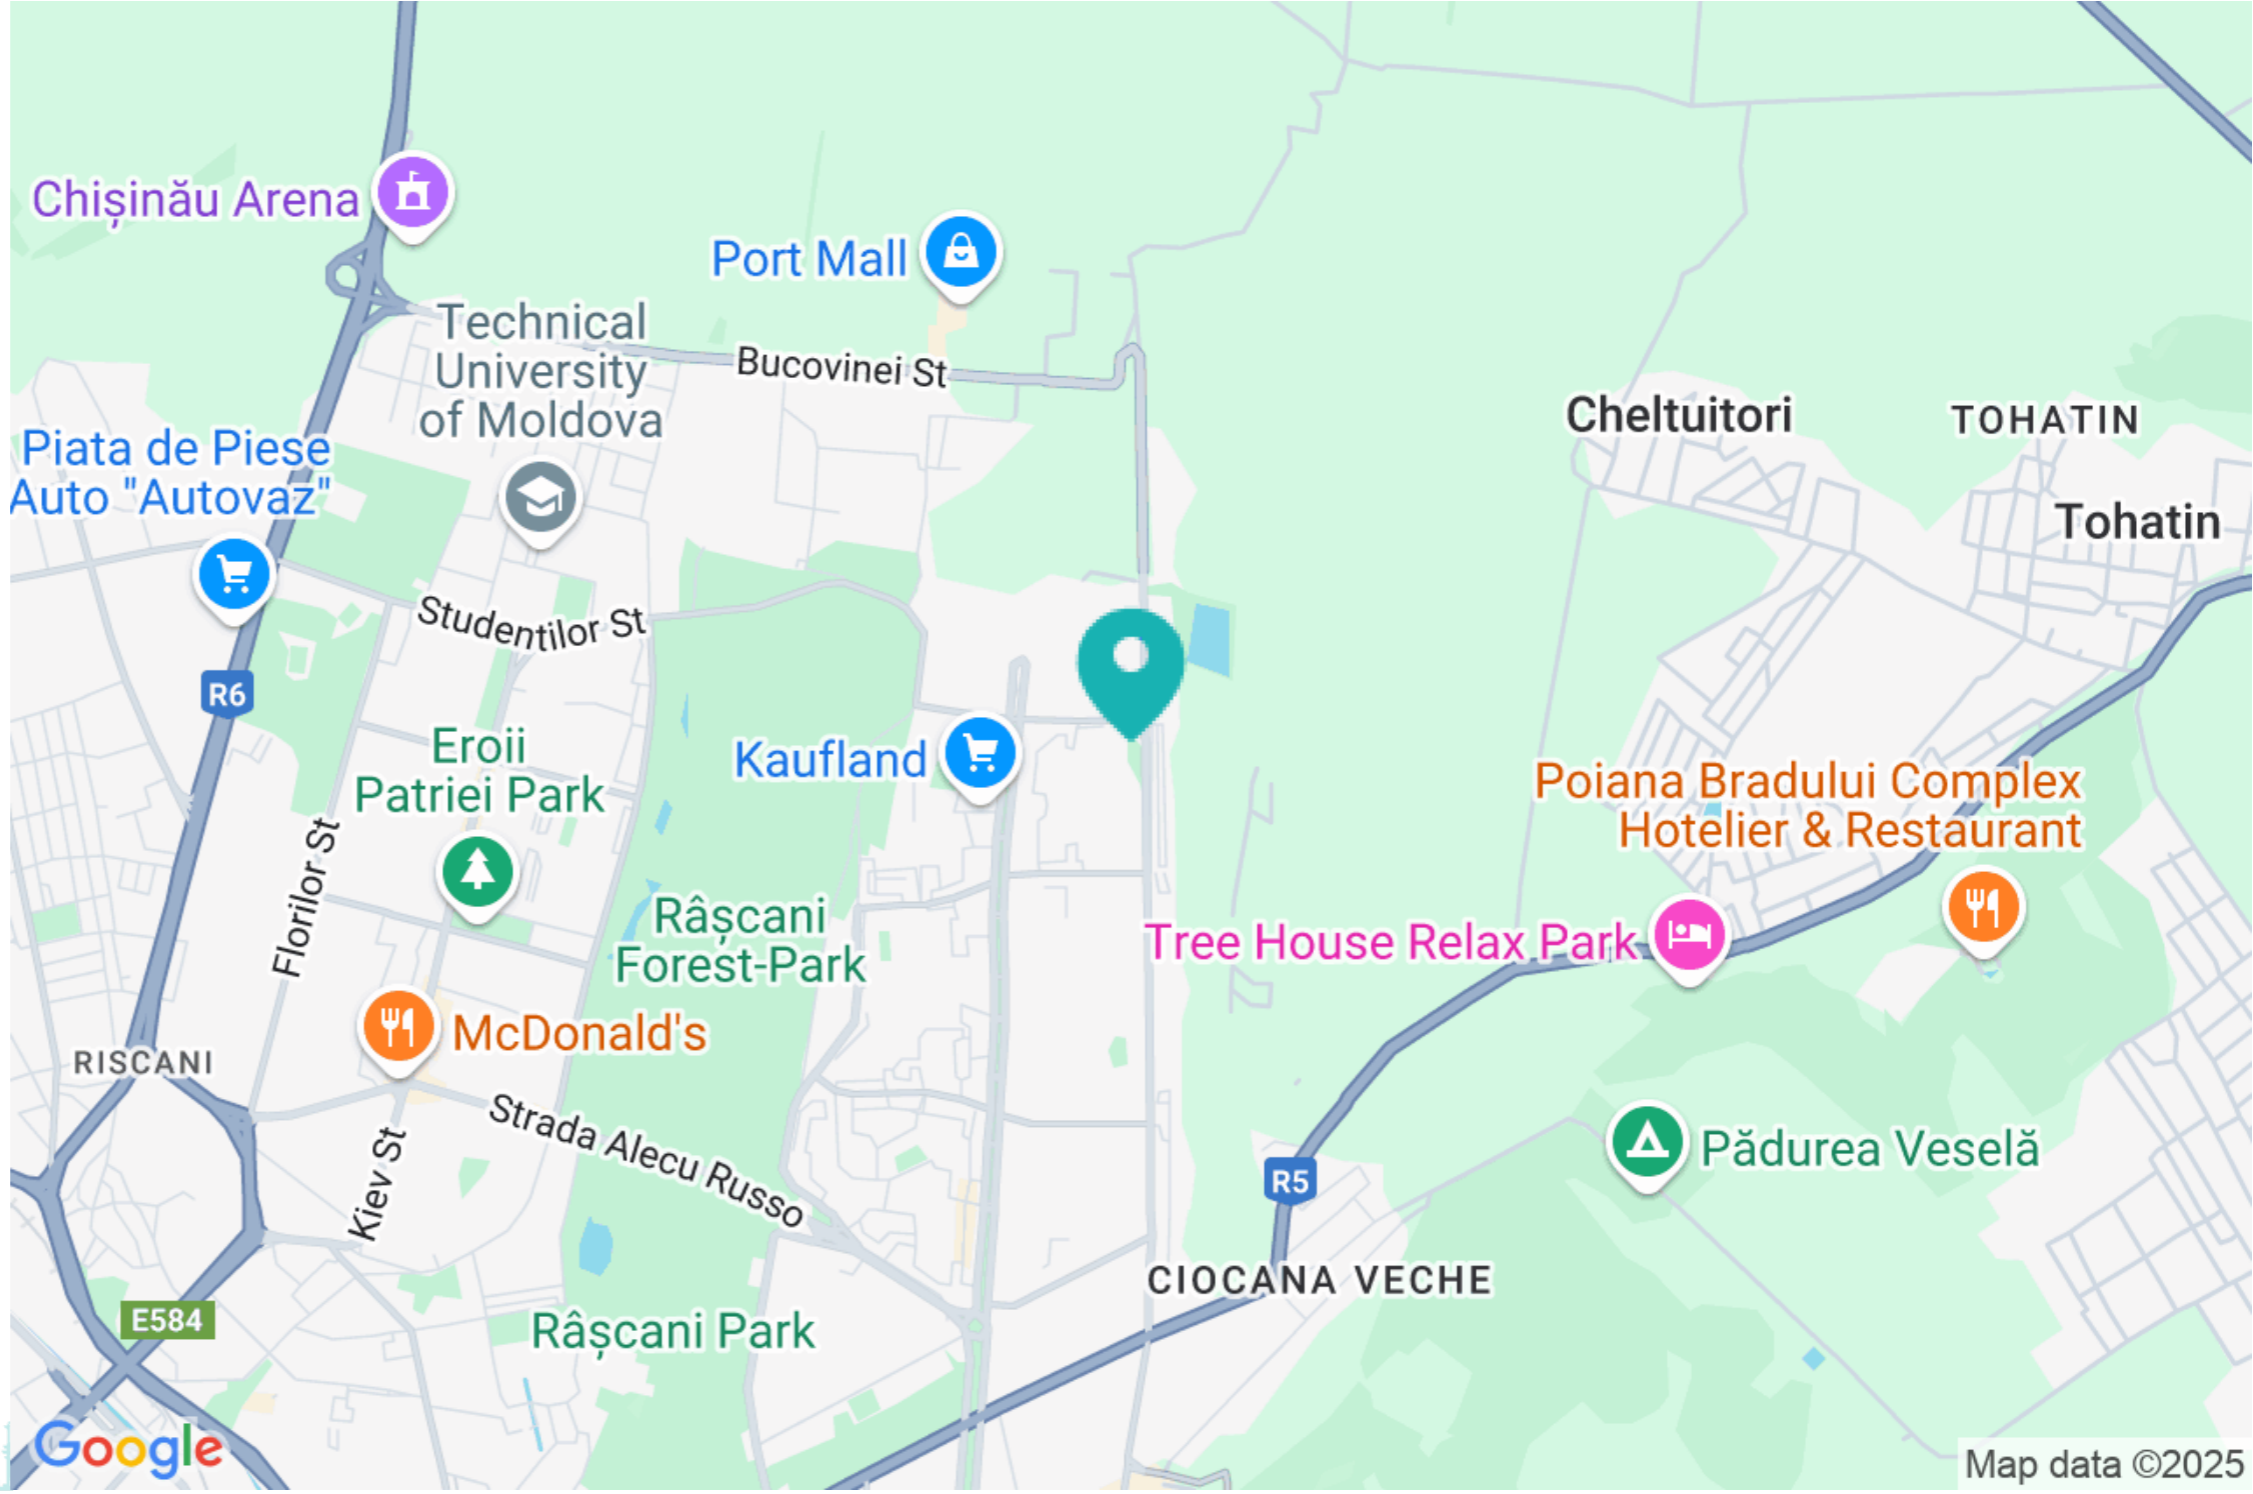 Chișinău Arena
Port Mall
Technical
University
of Moldova
Bucovinei St
Cheltuitori
TOHATIN
Piata de Piese
Auto "Autovaz"
Tohatin
Studentilor St
R6
Eroii
Patriei Park
Kaufland
Poiana Bradului Complex
Hotelier & Restaurant
Florilor St
Râșcani
Forest-Park
Tree House Relax Park
McDonald's
RISCANI
Strada Alecu Russo
Kiev St
Pădurea Veselă
R5
CIOCANA VECHE
E584
Râșcani Park
Google
Map data ©2025